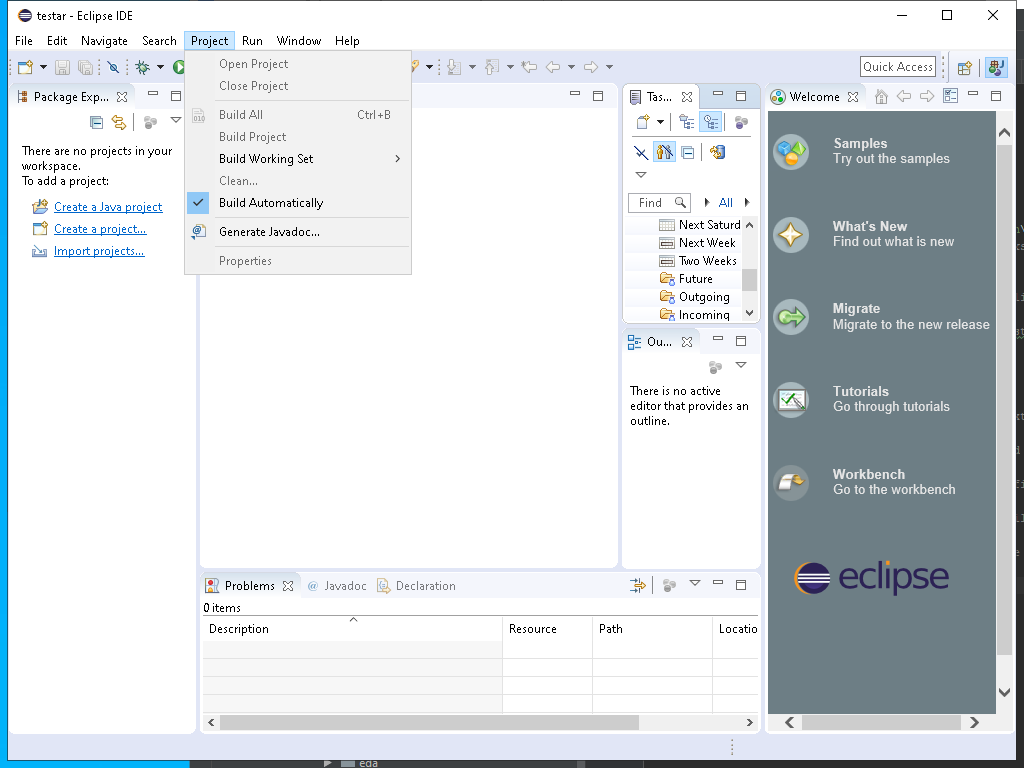 testar - Eclipse IDE
File Edit Navigate Search Project Run Window Help
Quick Access
Package Exp...
There are no projects in your
workspace.
To add a project:
Create a Java project
Create a project...
Import projects...
Open Project
Close Project
Build All Ctrl+B
Build Project
Build Working Set
Clean...
Build Automatically
Generate Javadoc...
Properties
Tas...
Find All
Next Saturd
Next Week
Two Weeks
Future
Outgoing
Incoming
Ou...
There is no active
editor that provides an
outline.
Welcome
Samples
Try out the samples
What's New
Find out what is new
Migrate
Migrate to the new release
Tutorials
Go through tutorials
Workbench
Go to the workbench
eclipse
Problems @ Javadoc Declaration
0 items
Description Resource Path Locatio
eda